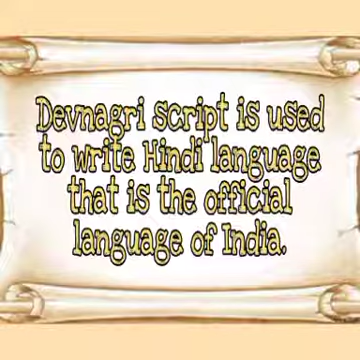 Devnagri script is used
to write Hindi language
that is the official
language of India.